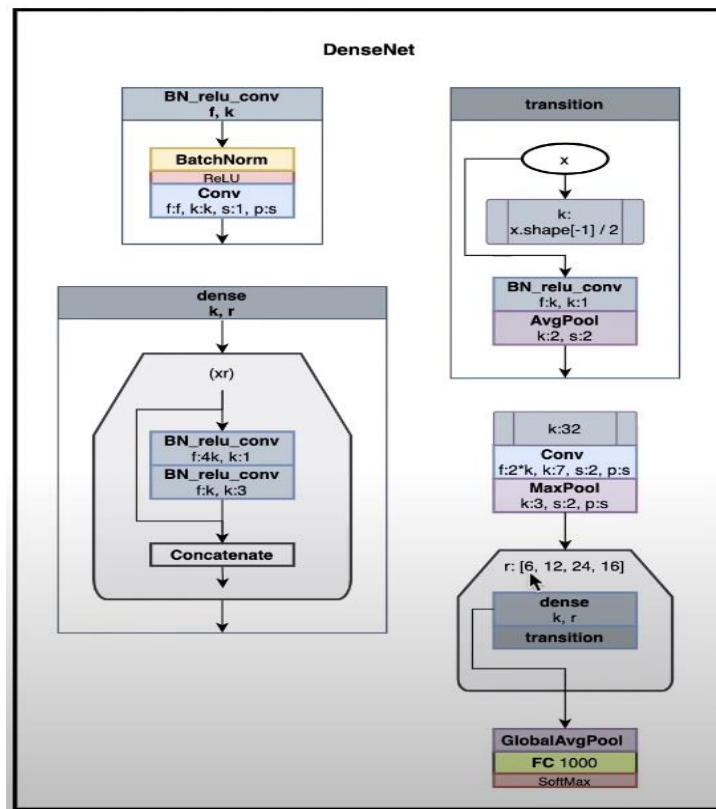 DenseNet
BN_relu_conv
f, k
BatchNorm
ReLU
Conv
f:f, k:k, s:1, p:s
transition
x
k:
x.shape[-1] / 2
BN_relu_conv
f:k, k:1
AvgPool
k:2, s:2
dense
k, r
(xr)
BN_relu_conv
f:4k, k:1
BN_relu_conv
f:k, k:3
Concatenate
k:32
Conv
f:2*k, k:7, s:2, p:s
MaxPool
k:3, s:2, p:s
r: [6, 12, 24, 16]
dense
k, r
transition
GlobalAvgPool
FC 1000
SoftMax